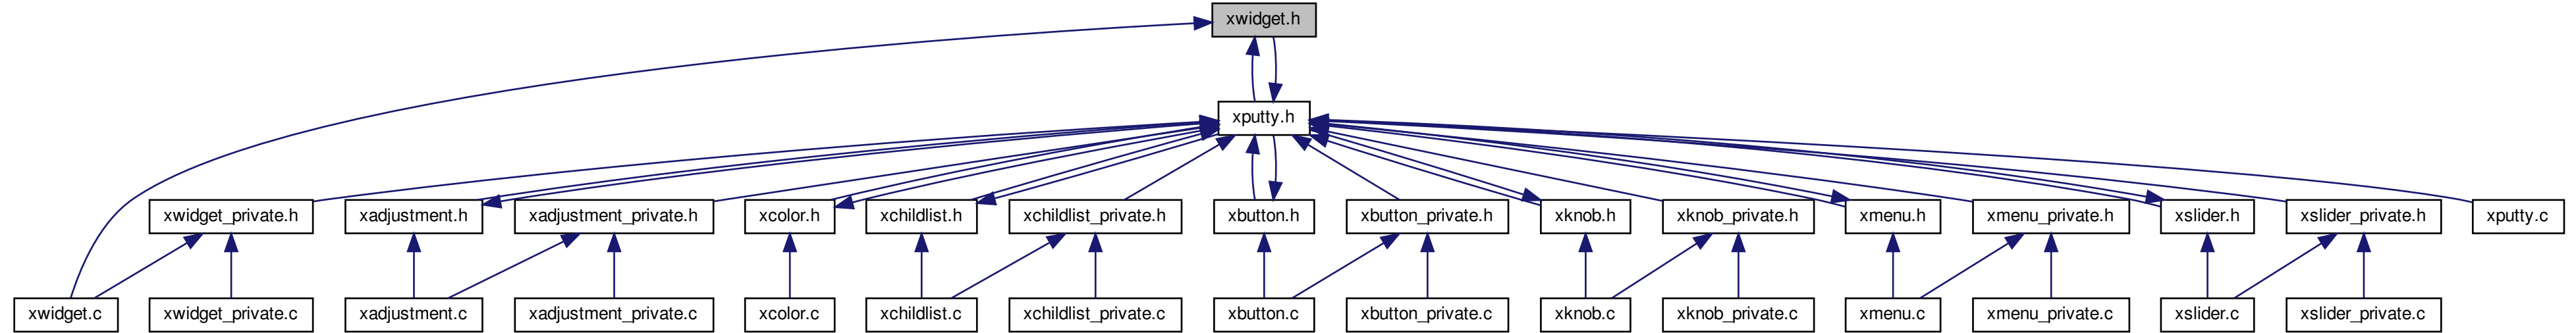 xwidget.h
xputty.h
xwidget_private.h
xadjustment.h
xadjustment_private.h
xcolor.h
xchildlist.h
xchildlist_private.h
xbutton.h
xbutton_private.h
xknob.h
xknob_private.h
xmenu.h
xmenu_private.h
xslider.h
xslider_private.h
xputty.c
xwidget.c
xwidget_private.c
xadjustment.c
xadjustment_private.c
xcolor.c
xchildlist.c
xchildlist_private.c
xbutton.c
xbutton_private.c
xknob.c
xknob_private.c
xmenu.c
xmenu_private.c
xslider.c
xslider_private.c